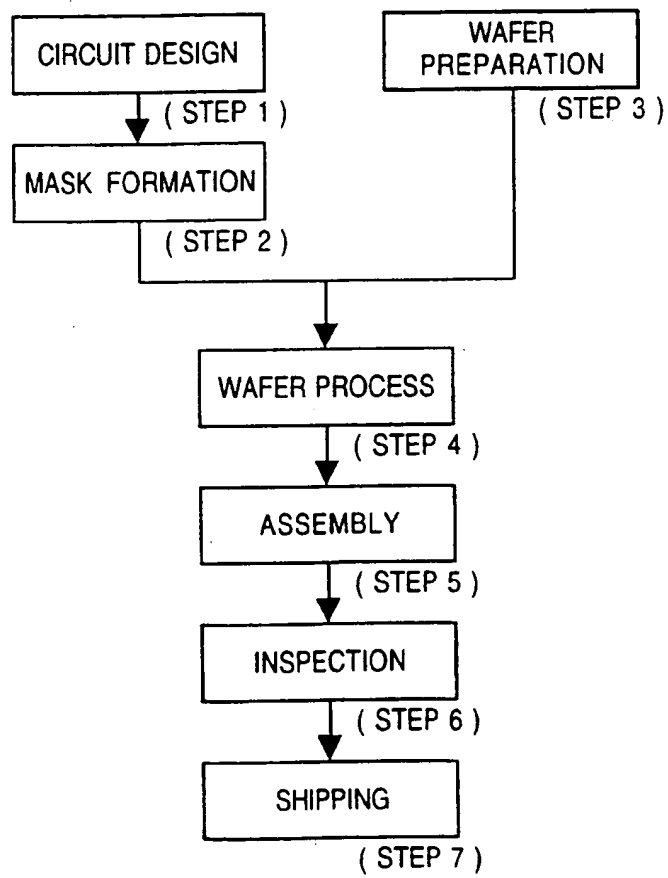 CIRCUIT DESIGN
( STEP 1 )
MASK FORMATION
( STEP 2 )
WAFER
PREPARATION
( STEP 3 )
WAFER PROCESS
( STEP 4 )
ASSEMBLY
( STEP 5 )
INSPECTION
( STEP 6 )
SHIPPING
( STEP 7 )